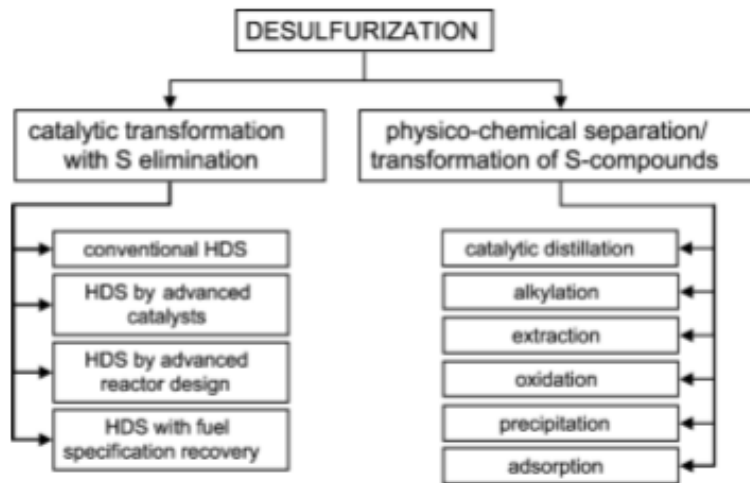 DESULFURIZATION
catalytic transformation
with S elimination
physico-chemical separation/
transformation of S-compounds
conventional HDS
HDS by advanced
catalysts
HDS by advanced
reactor design
HDS with fuel
specification recovery
catalytic distillation
alkylation
extraction
oxidation
precipitation
adsorption